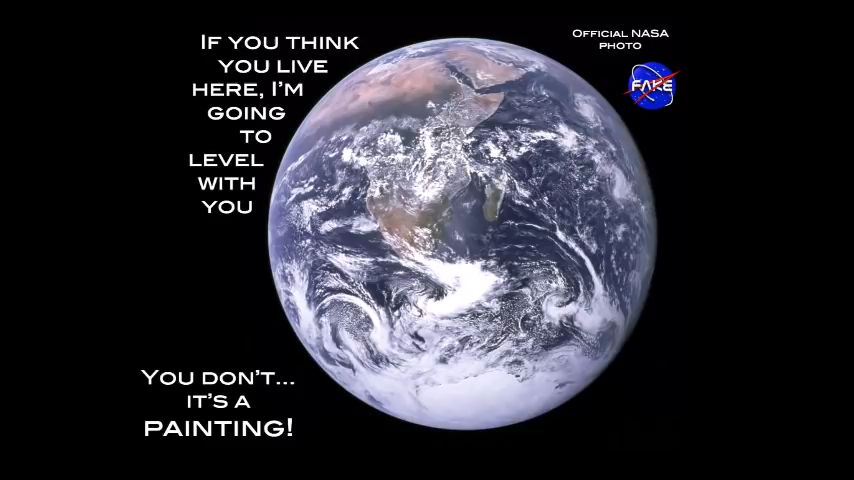 IF YOU THINK
YOU LIVE
HERE, I'M
GOING
TO
LEVEL
WITH
YOU
OFFICIAL NASA
PHOTO
FAKE
YOU DON'T...
IT'S A
PAINTING!